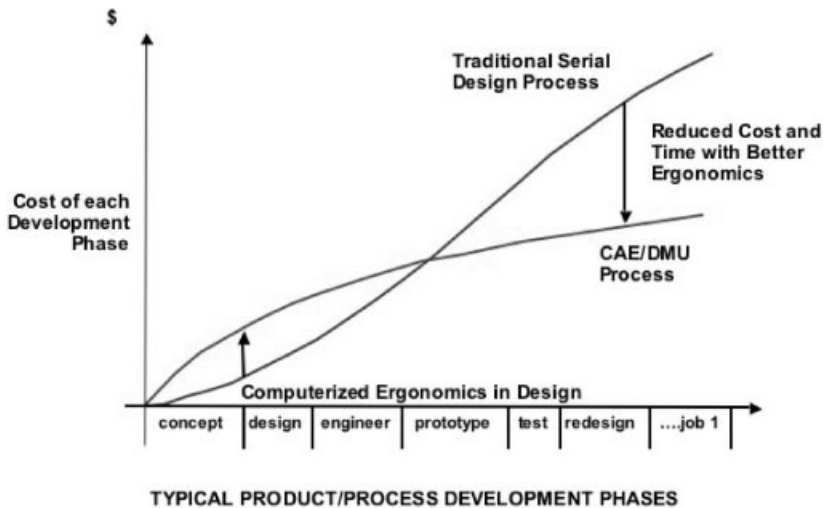 $
Traditional Serial
Design Process
Reduced Cost and
Time with Better
Ergonomics
Cost of each
Development
Phase
CAE/DMU
Process
Computerized Ergonomics in Design
concept design engineer prototype test redesign ....job 1
TYPICAL PRODUCT/PROCESS DEVELOPMENT PHASES